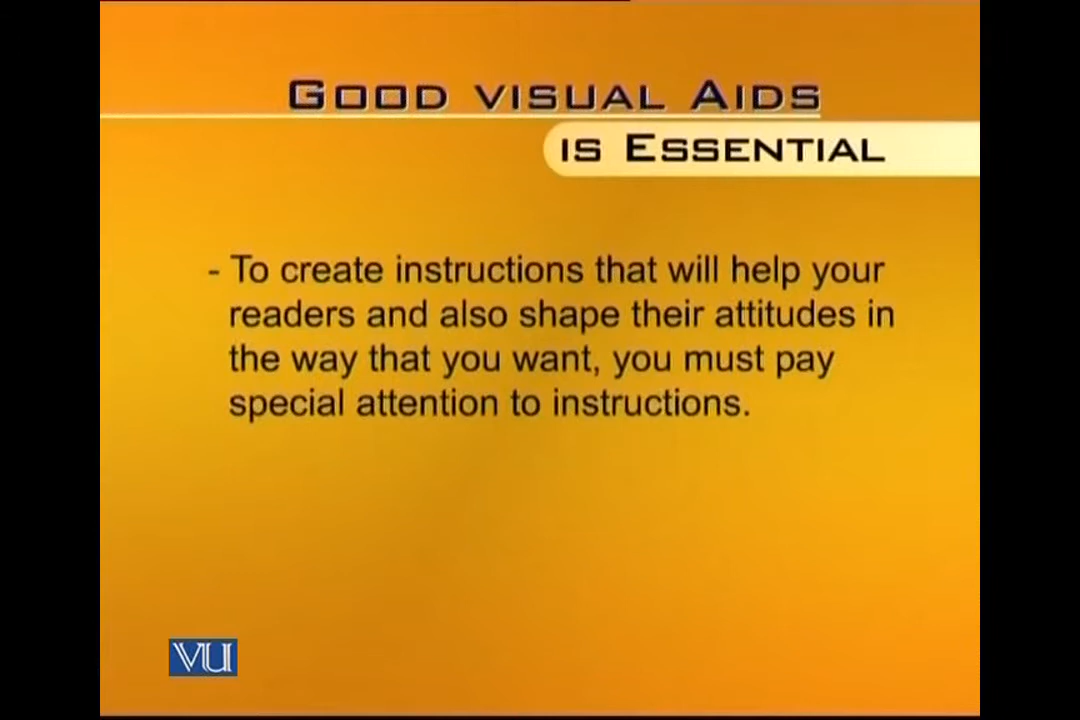 Good visual Aids
is Essential
- To create instructions that will help your
readers and also shape their attitudes in
the way that you want, you must pay
special attention to instructions.
VU